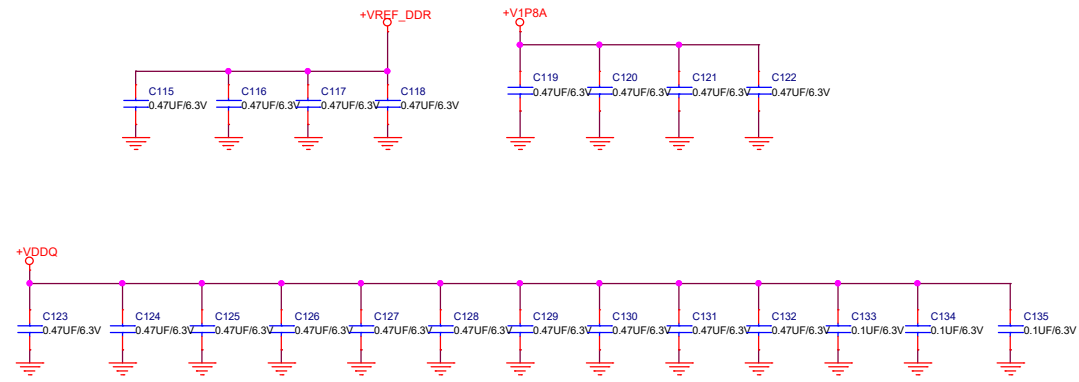 +VREF_DDR
+V1P8A
C115
0.47UF/6.3V
C116
0.47UF/6.3V
C117
0.47UF/6.3V
C118
0.47UF/6.3V
C119
0.47UF/6.3V
C120
0.47UF/6.3V
C121
0.47UF/6.3V
C122
0.47UF/6.3V
+VDDQ
C123
0.47UF/6.3V
C124
0.47UF/6.3V
C125
0.47UF/6.3V
C126
0.47UF/6.3V
C127
0.47UF/6.3V
C128
0.47UF/6.3V
C129
0.47UF/6.3V
C130
0.47UF/6.3V
C131
0.47UF/6.3V
C132
0.47UF/6.3V
C133
0.1UF/6.3V
C134
0.1UF/6.3V
C135
0.1UF/6.3V